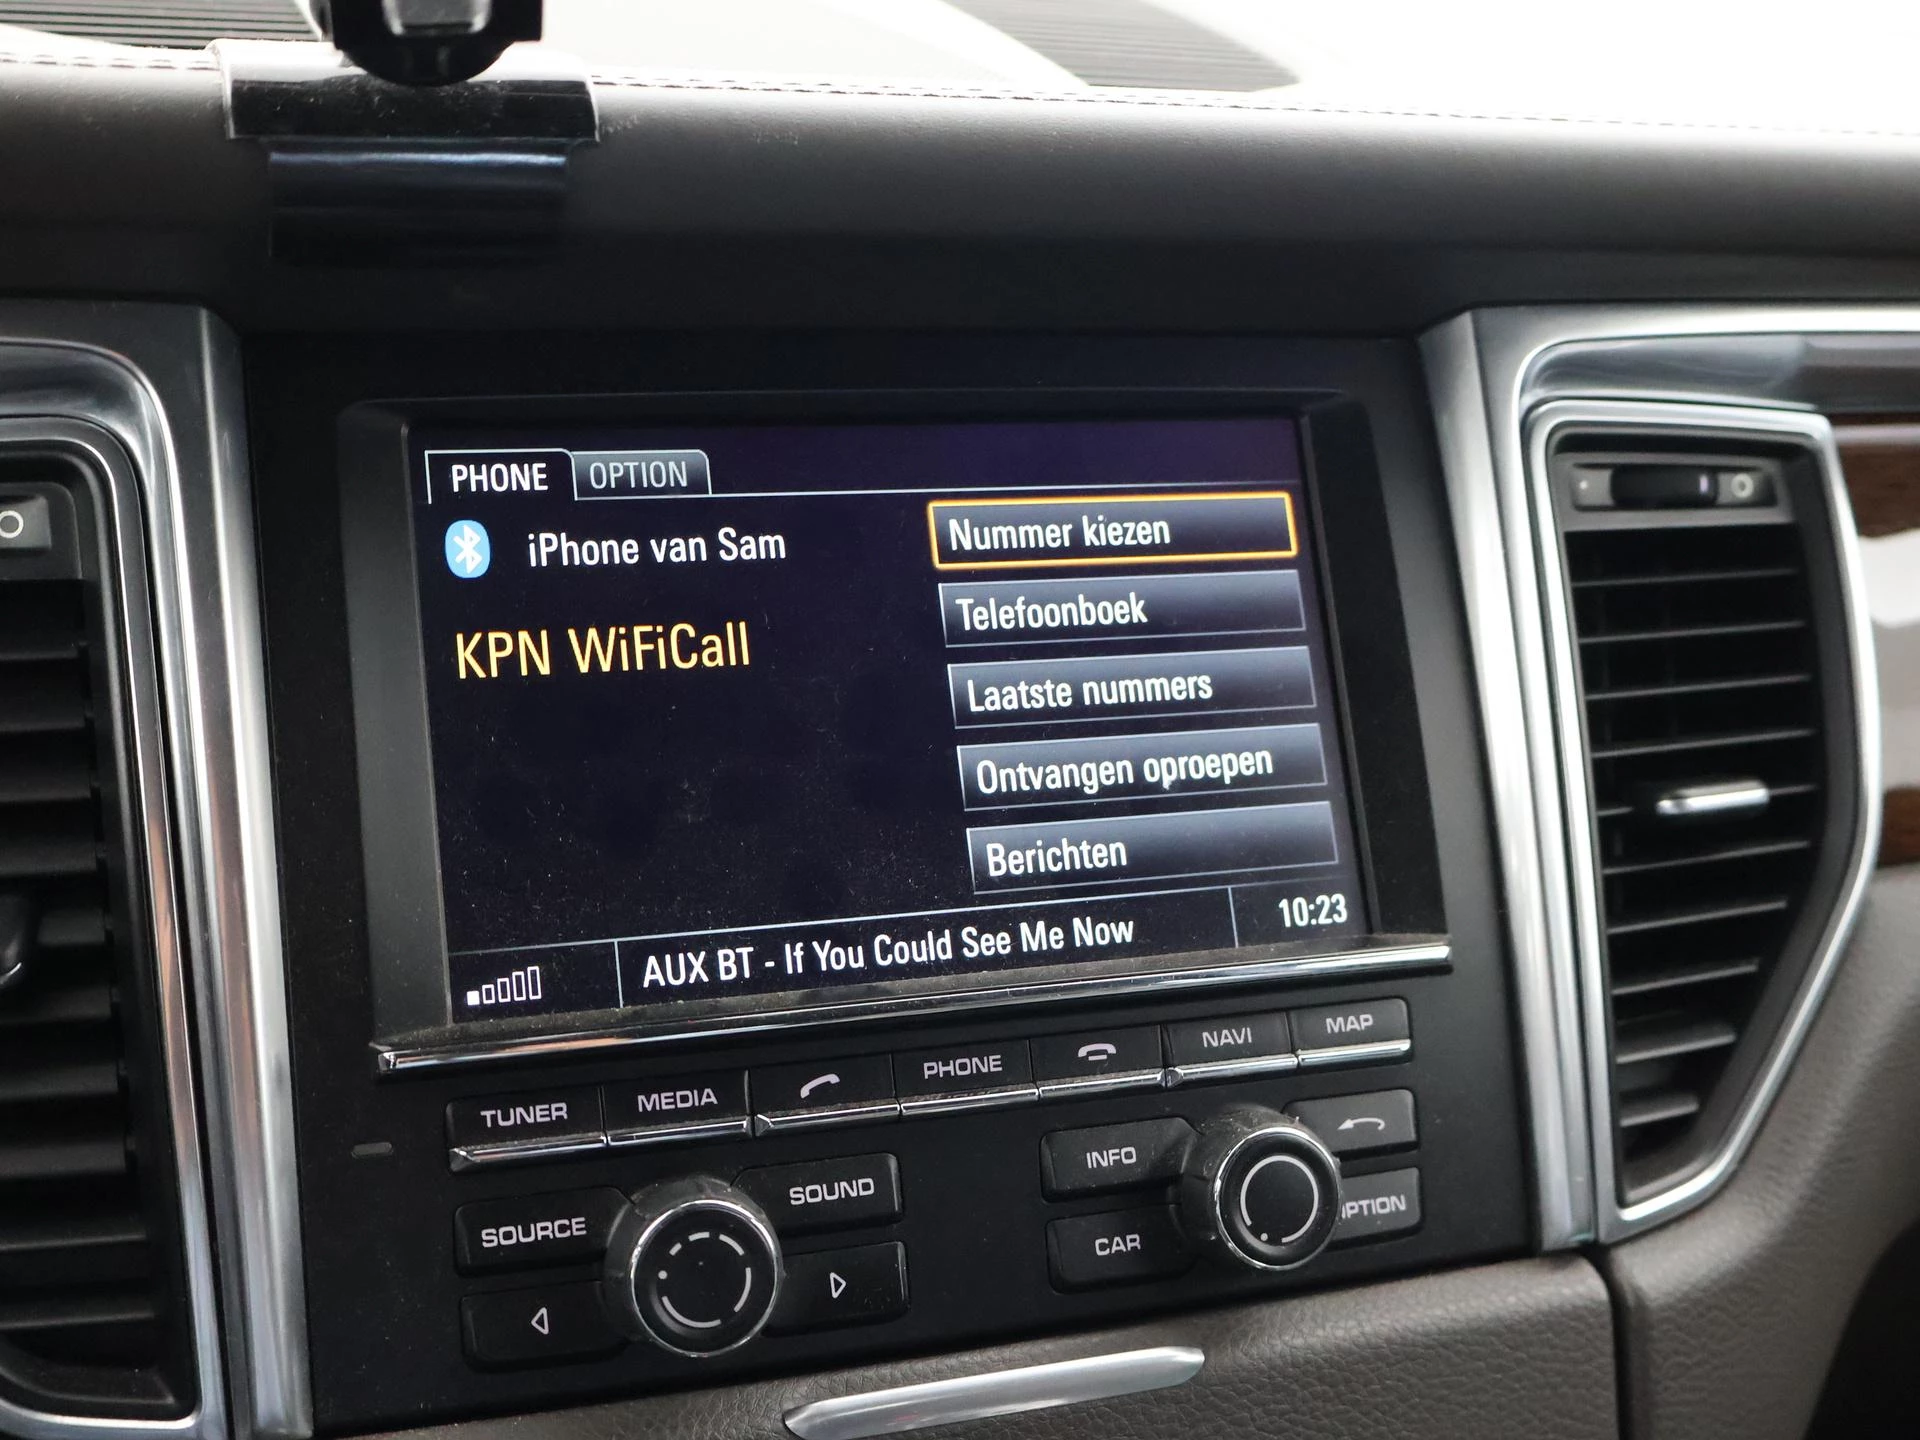 PHONE OPTION
iPhone van Sam
KPN WiFiCall
Nummer kiezen
Telefoonboek
Laatste nummers
Ontvangen oproepen
Berichten
AUX BT - If You Could See Me Now
10:23
TUNER MEDIA PHONE NAVI MAP
SOURCE SOUND INFO
CAR OPTION